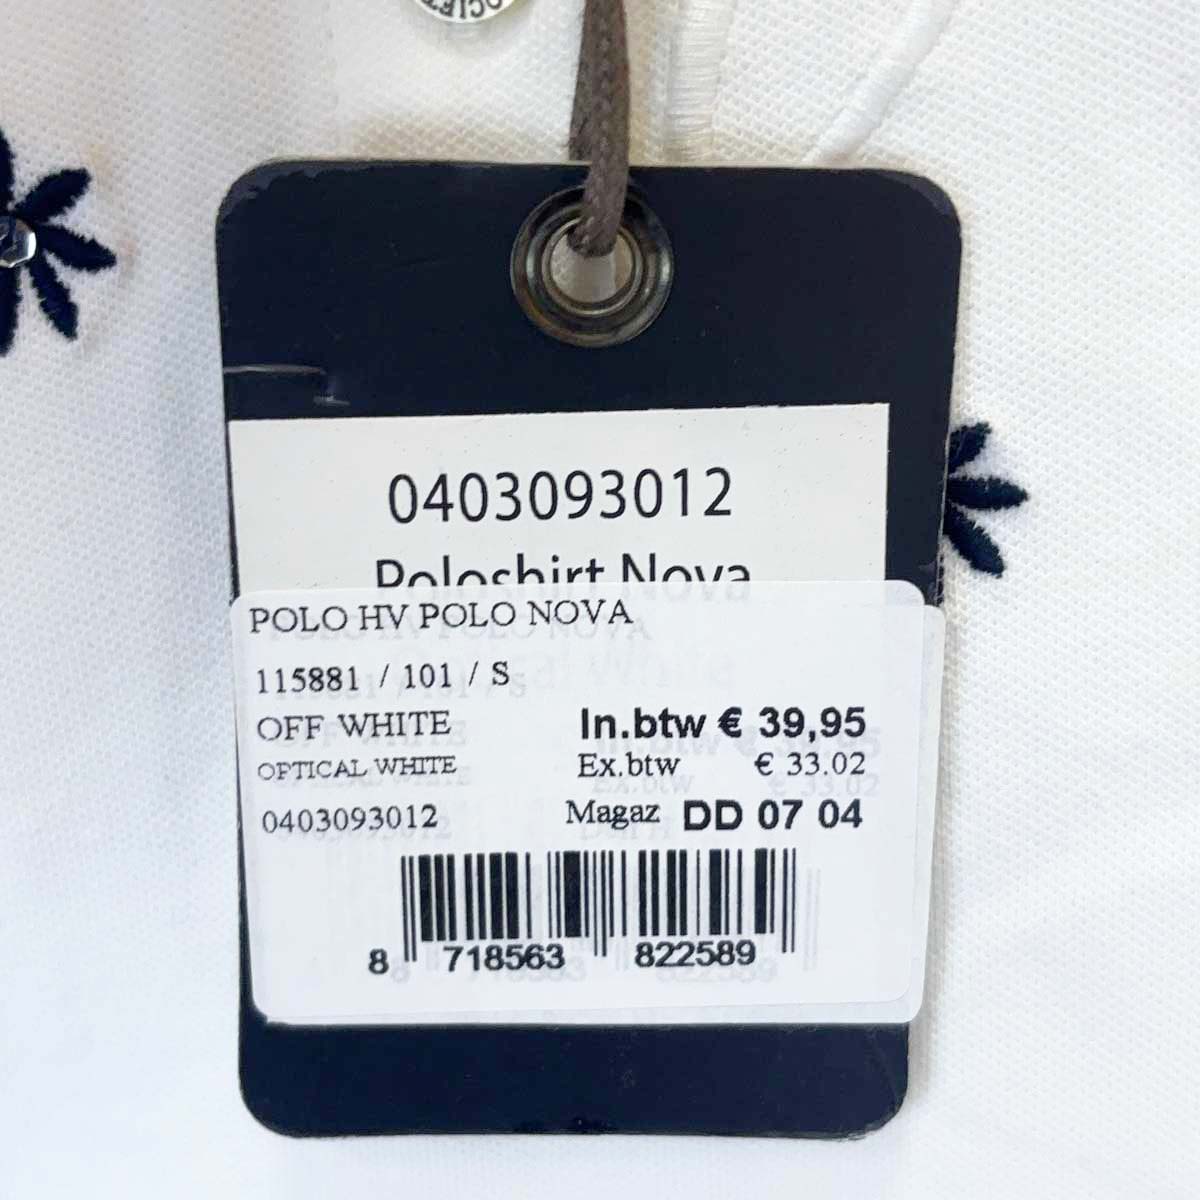 SOCIET
0403093012
Poloshirt Nova
POLO HV POLO NOVA
115881 / 101 / S
OFF WHITE In.btw € 39,95
OPTICAL WHITE Ex.btw € 33.02
0403093012 Magaz DD 07 04
8 718563 822589